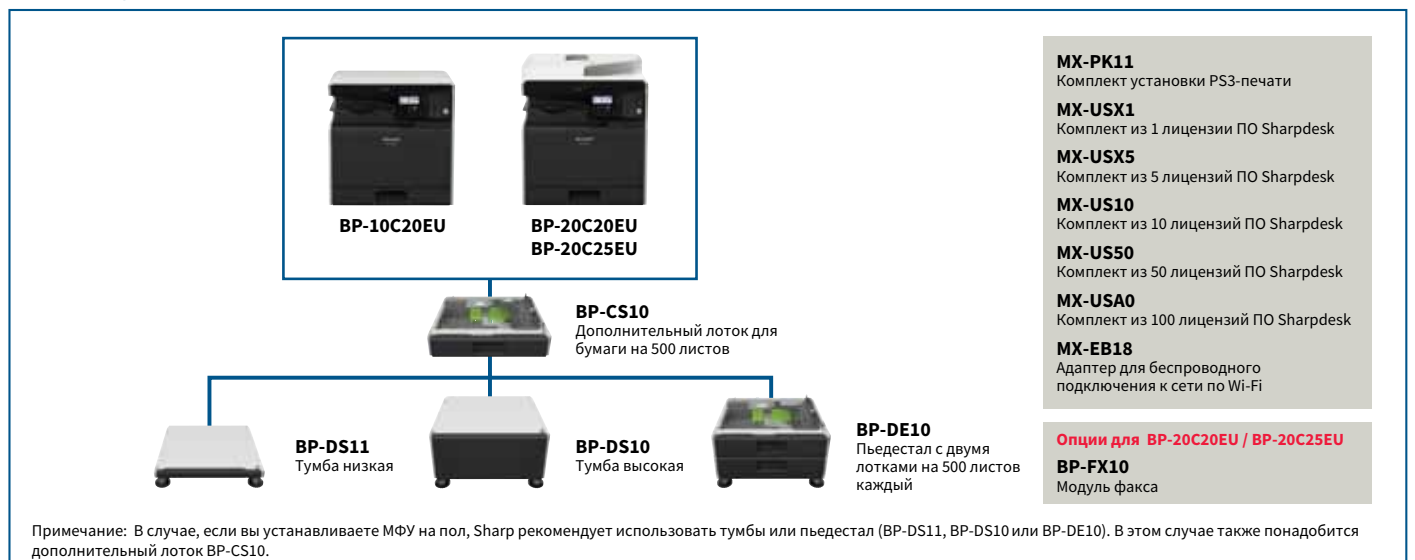 BP-10C20EU
BP-20C20EU
BP-20C25EU
BP-CS10
Дополнительный лоток для
бумаги на 500 листов
BP-DS11
Тумба низкая
BP-DS10
Тумба высокая
BP-DE10
Пьедестал с двумя
лотками на 500 листов
каждый
MX-PK11
Комплект установки PS3-печати
MX-USX1
Комплект из 1 лицензии ПО Sharpdesk
MX-USX5
Комплект из 5 лицензий ПО Sharpdesk
MX-US10
Комплект из 10 лицензий ПО Sharpdesk
MX-US50
Комплект из 50 лицензий ПО Sharpdesk
MX-USA0
Комплект из 100 лицензий ПО Sharpdesk
MX-EB18
Адаптер для беспроводного
подключения к сети по Wi-Fi
Опции для BP-20C20EU / BP-20C25EU
BP-FX10
Модуль факса
Примечание: В случае, если вы устанавливаете МФУ на пол, Sharp рекомендует использовать тумбы или пьедестал (BP-DS11, BP-DS10 или BP-DE10). В этом случае также понадобится
дополнительный лоток BP-CS10.